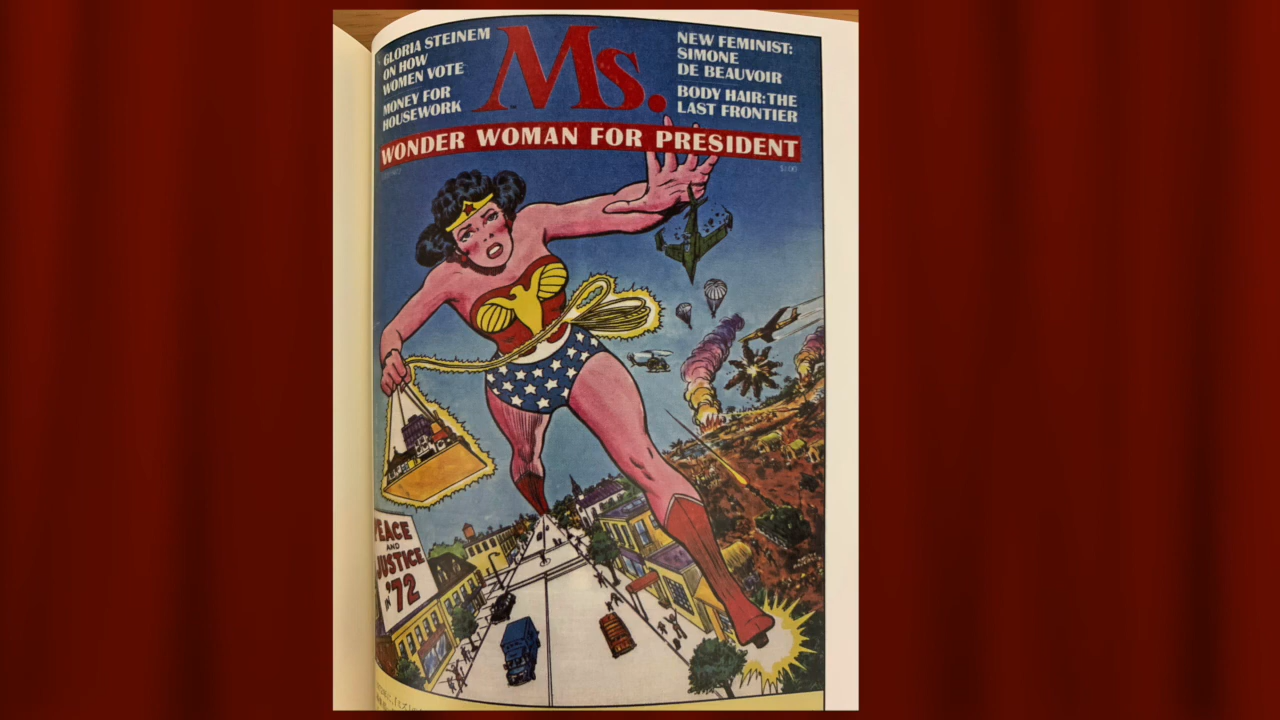 GLORIA STEINEM
ON HOW
WOMEN VOTE
MONEY FOR
HOUSEWORK
Ms.
NEW FEMINIST:
SIMONE
DE BEAUVOIR
BODY HAIR: THE
LAST FRONTIER
WONDER WOMAN FOR PRESIDENT
$1.00
PEACE
AND
JUSTICE
IN '72